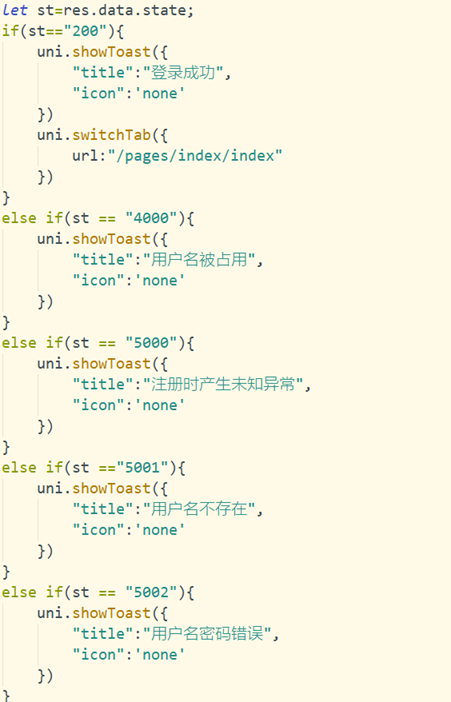 let st=res.data.state;
if(st=="200"){
    uni.showToast({
        "title":"登录成功",
        "icon":'none'
    })
    uni.switchTab({
        url:"/pages/index/index"
    })
}
else if(st == "4000"){
    uni.showToast({
        "title":"用户名被占用",
        "icon":'none'
    })
}
else if(st == "5000"){
    uni.showToast({
        "title":"注册时产生未知异常",
        "icon":'none'
    })
}
else if(st =="5001"){
    uni.showToast({
        "title":"用户名不存在",
        "icon":'none'
    })
}
else if(st == "5002"){
    uni.showToast({
        "title":"用户名密码错误",
        "icon":'none'
    })
}